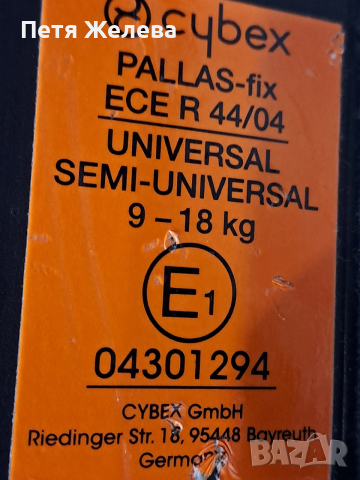 Петя Желева
cybex
PALLAS-fix
ECE R 44/04
UNIVERSAL
SEMI-UNIVERSAL
9 – 18 kg
E1
04301294
CYBEX GmbH
Riedinger Str. 18, 95448 Bayreuth
Germany
BAZAR